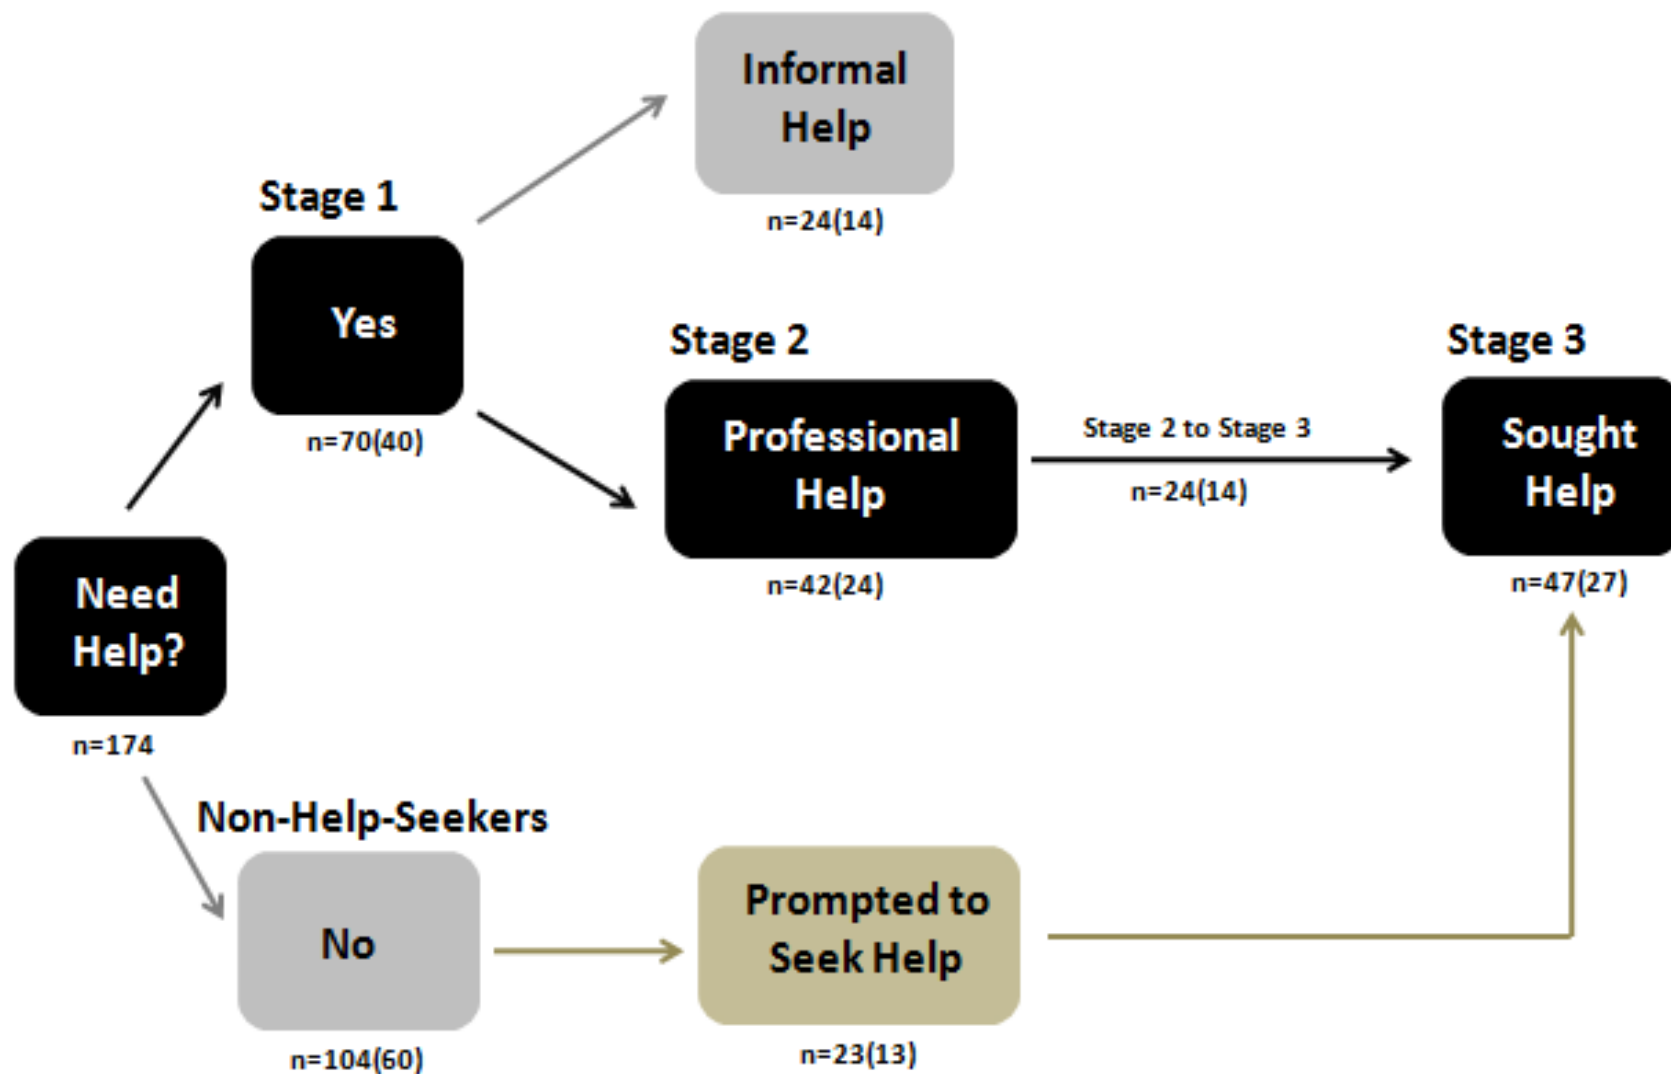 Informal
Help
n=24(14)
Stage 1
Yes
n=70(40)
Stage 2
Professional
Help
n=42(24)
Stage 2 to Stage 3
n=24(14)
Stage 3
Sought
Help
n=47(27)
Need
Help?
n=174
Non-Help-Seekers
No
n=104(60)
Prompted to
Seek Help
n=23(13)